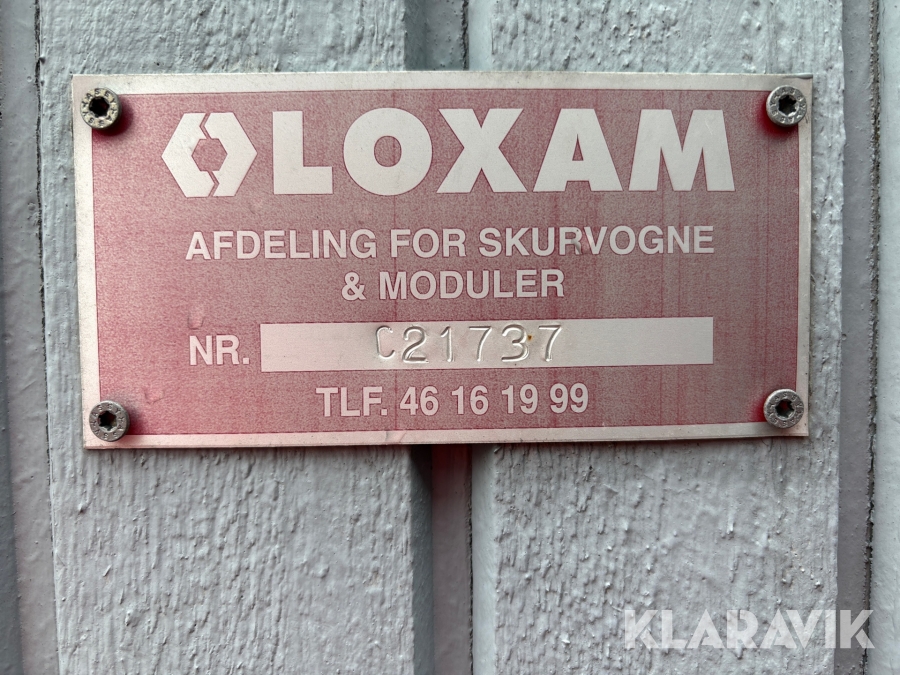 LOXAM
AFDELING FOR SKURVOGNE
& MODULER
NR. C21737
TLF. 46 16 19 99
KLARAVIK